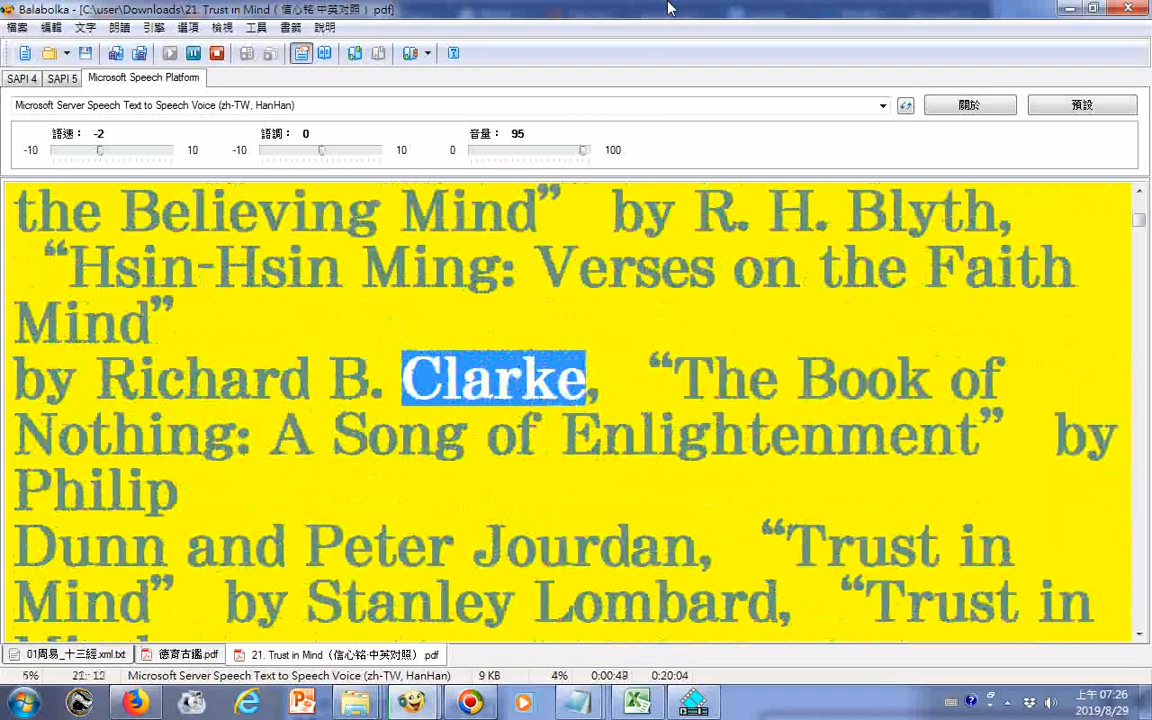 Balabolka - [C:\user\Downloads\21. Trust in Mind（信心铭·中英对照）.pdf]
檔案 編輯 文字 朗讀 引擎 選項 檢視 工具 書籤 說明
SAPI 4 SAPI 5 Microsoft Speech Platform
Microsoft Server Speech Text to Speech Voice (zh-TW, HanHan) 關於 預設
語速： -2 語調： 0 音量： 95
-10 10 -10 10 0 100
the Believing Mind” by R. H. Blyth,
“Hsin-Hsin Ming: Verses on the Faith
Mind”
by Richard B. Clarke, “The Book of
Nothing: A Song of Enlightenment” by
Philip
Dunn and Peter Jourdan, “Trust in
Mind” by Stanley Lombard, “Trust in
01周易_十三經.xml.txt 德育古鑑.pdf 21. Trust in Mind（信心铭·中英对照）.pdf
5% 21: 12 Microsoft Server Speech Text to Speech Voice (zh-TW, HanHan) 9 KB 4% 0:00:49 0:20:04
上午 07:26
2019/8/29